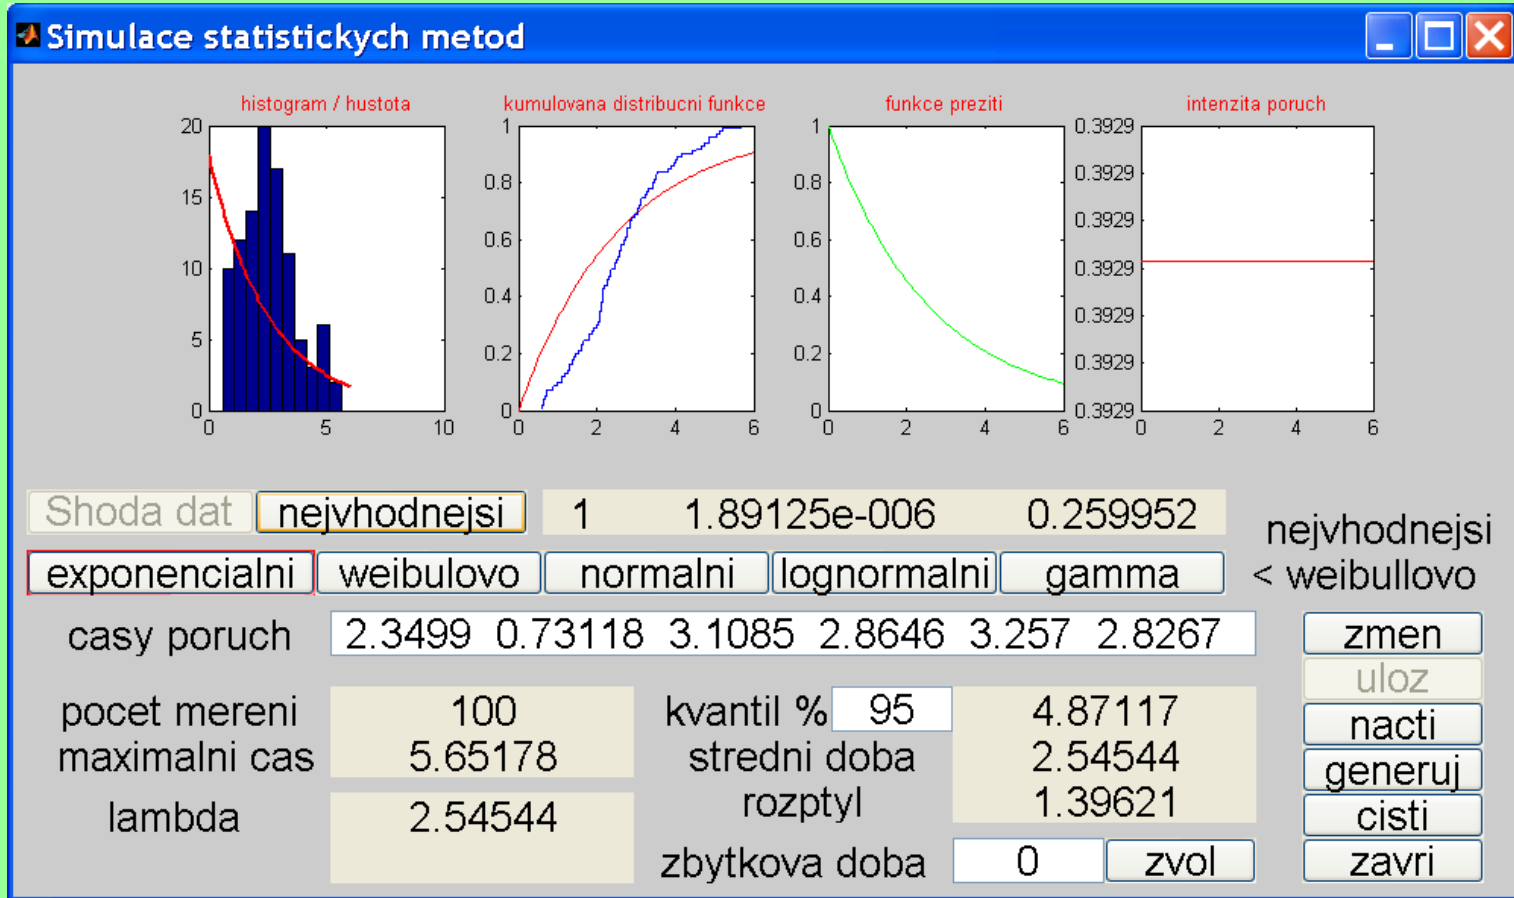 Simulace statistickych metod
histogram / hustota
20
15
10
5
0
0 5 10
kumulovana distribucni funkce
1
0.8
0.6
0.4
0.2
0
0 2 4 6
funkce preziti
1
0.8
0.6
0.4
0.2
0
0 2 4 6
intenzita poruch
0.3929
0.3929
0.3929
0.3929
0.3929
0.3929
0.3929
0 2 4 6
Shoda dat nejvhodnejsi 1 1.89125e-006 0.259952
nejvhodnejsi
< weibullovo
exponencialni weibulovo normalni lognormalni gamma
casy poruch 2.3499 0.73118 3.1085 2.8646 3.257 2.8267
pocet mereni 100
maximalni cas 5.65178
lambda 2.54544
kvantil % 95 4.87117
stredni doba 2.54544
rozptyl 1.39621
zbytkova doba 0 zvol
zmen
uloz
nacti
generuj
cisti
zavri